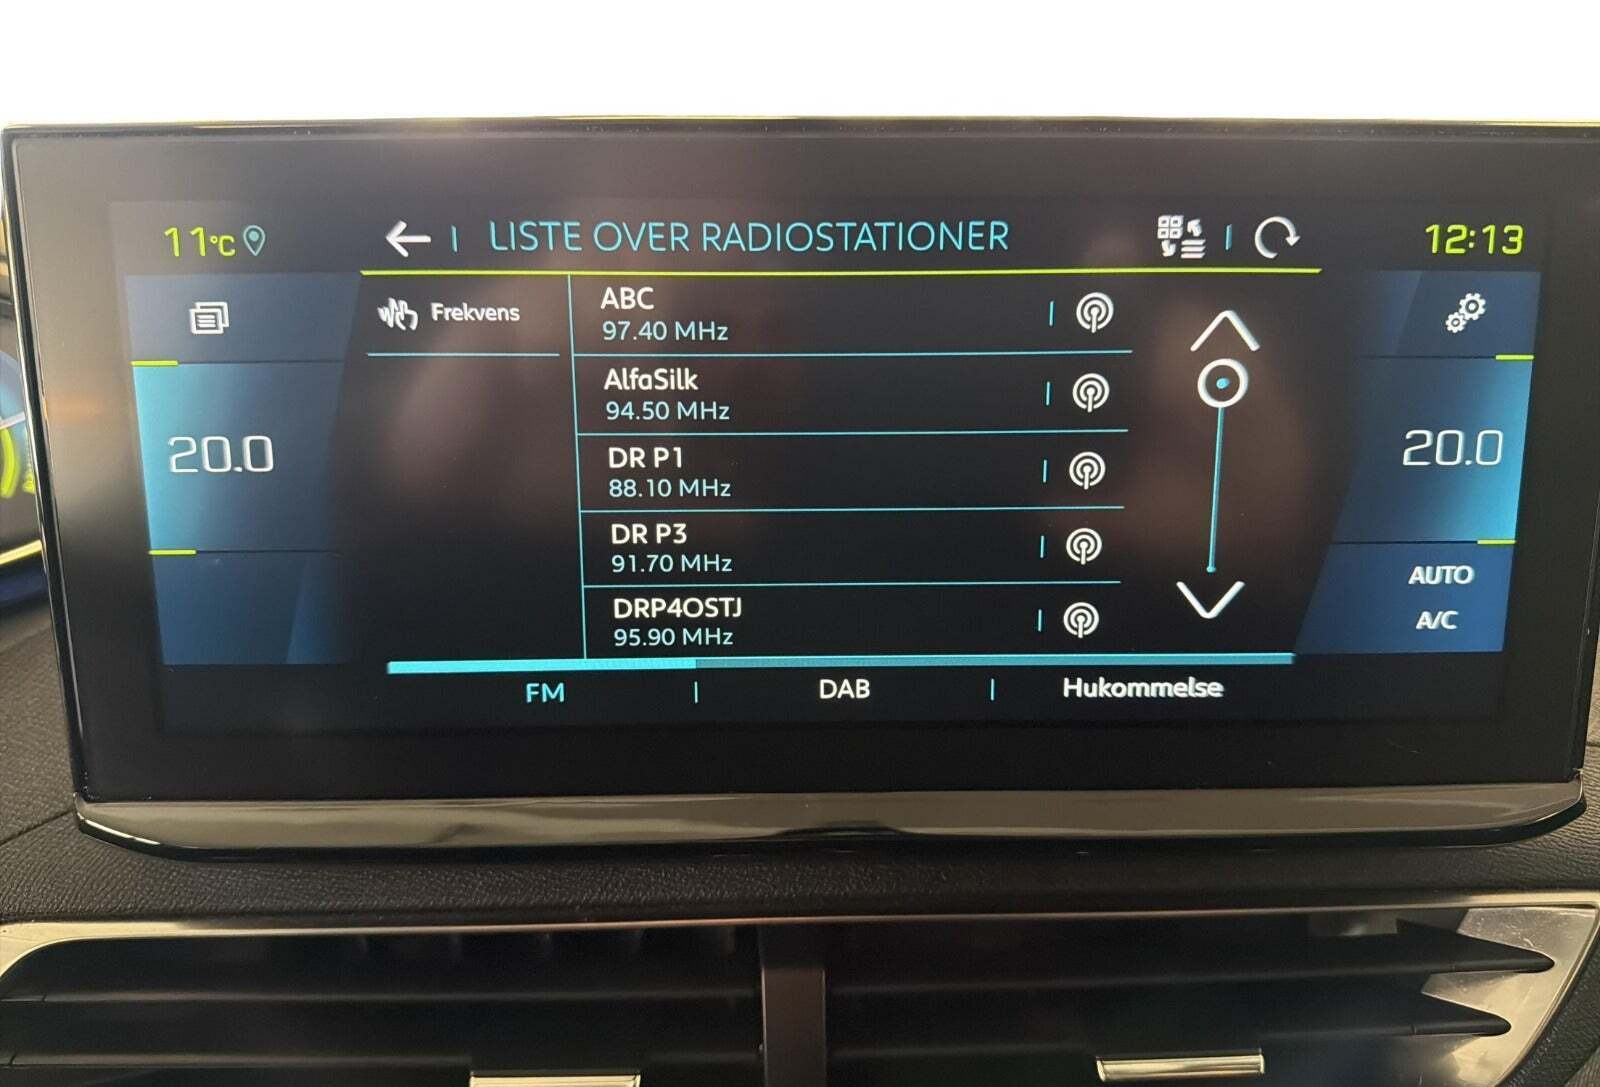 11°C
LISTE OVER RADIOSTATIONER
12:13
Frekvens
ABC
97.40 MHz
AlfaSilk
94.50 MHz
DR P1
88.10 MHz
DR P3
91.70 MHz
DRP4OSTJ
95.90 MHz
20.0
20.0
AUTO
A/C
FM
DAB
Hukommelse